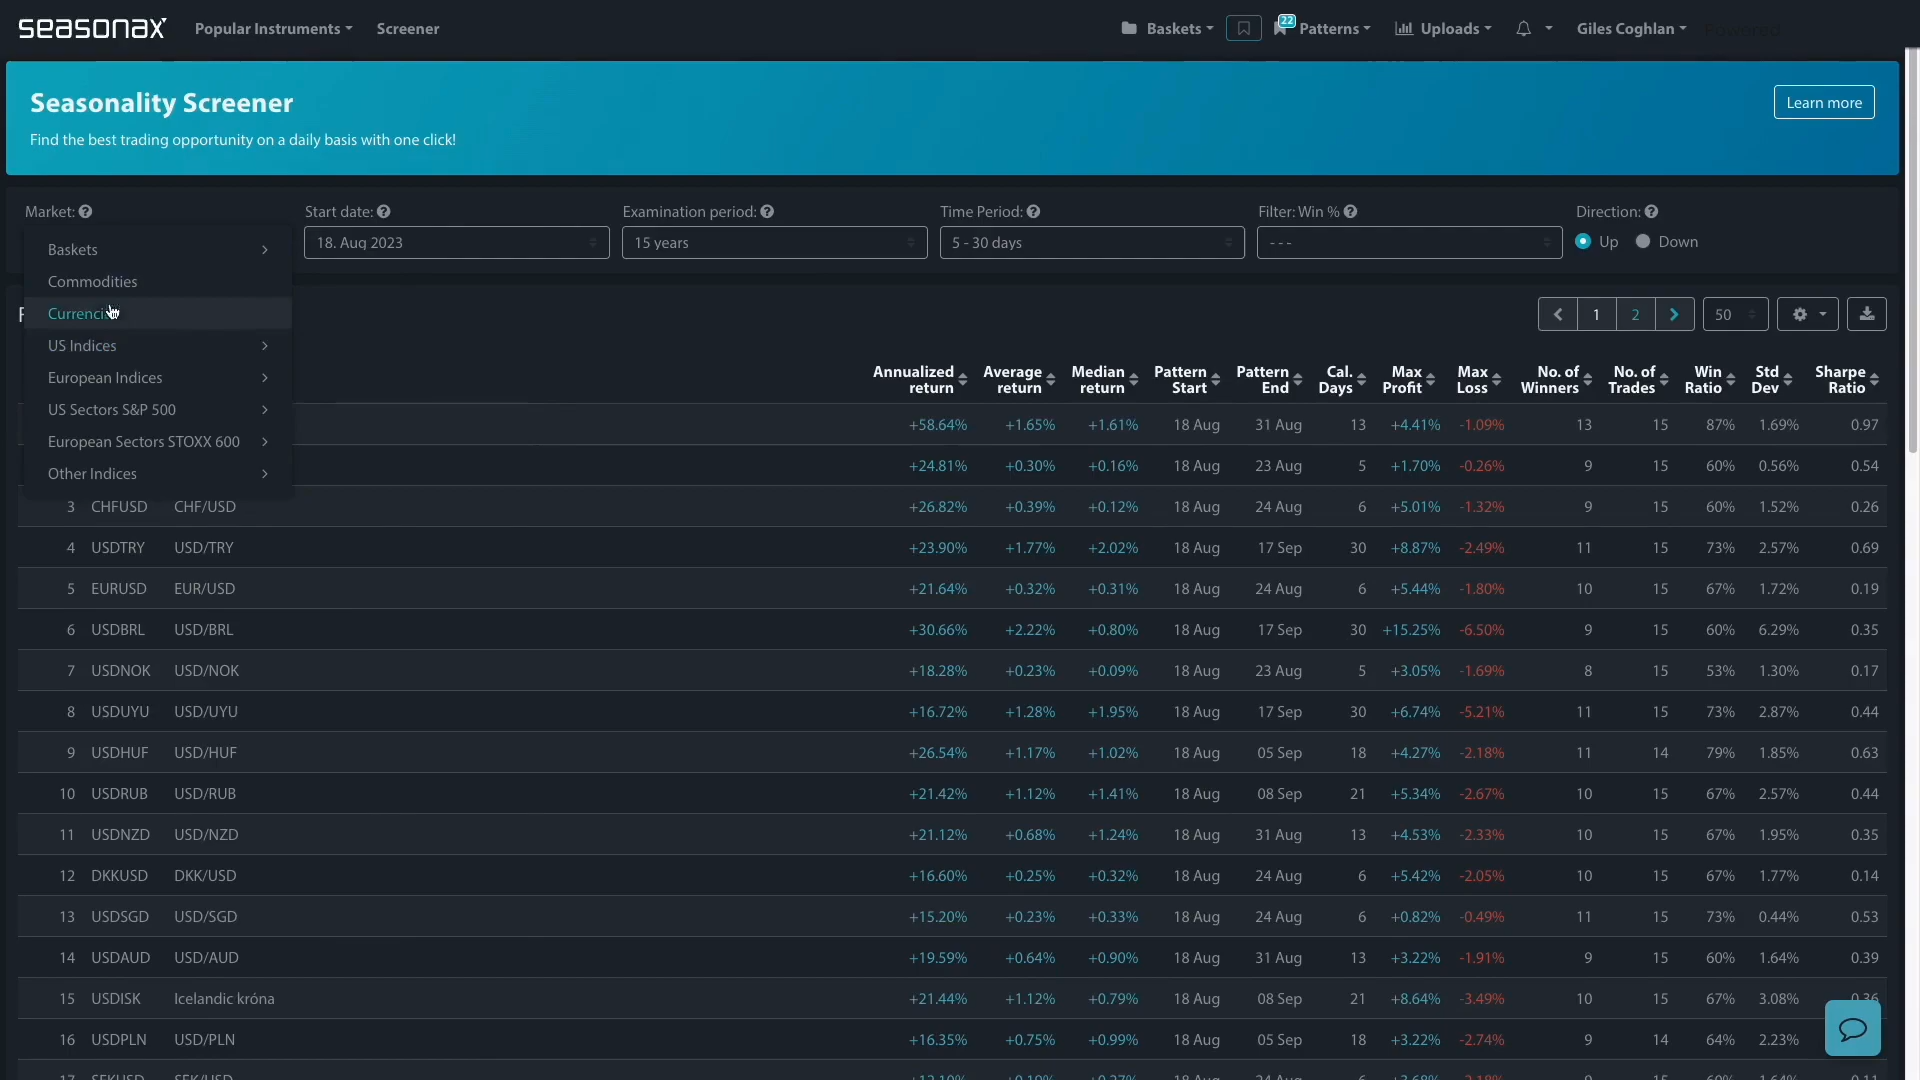 seasonax Popular Instruments Screener Baskets 22 Patterns Uploads Giles Coghlan
Seasonality Screener
Learn more
Find the best trading opportunity on a daily basis with one click!
Market: Start date: Examination period: Time Period: Filter: Win % Direction:
18. Aug 2023 15 years 5 - 30 days --- Up Down
Baskets
Commodities
Currencies
US Indices
European Indices
US Sectors S&P 500
European Sectors STOXX 600
Other Indices
1 2 50
Annualized return Average return Median return Pattern Start Pattern End Cal. Days Max Profit Max Loss No. of Winners No. of Trades Win Ratio Std Dev Sharpe Ratio
+58.64% +1.65% +1.61% 18 Aug 31 Aug 13 +4.41% -1.09% 13 15 87% 1.69% 0.97
+24.81% +0.30% +0.16% 18 Aug 23 Aug 5 +1.70% -0.26% 9 15 60% 0.56% 0.54
3 CHFUSD CHF/USD +26.82% +0.39% +0.12% 18 Aug 24 Aug 6 +5.01% -1.32% 9 15 60% 1.52% 0.26
4 USDTRY USD/TRY +23.90% +1.77% +2.02% 18 Aug 17 Sep 30 +8.87% -2.49% 11 15 73% 2.57% 0.69
5 EURUSD EUR/USD +21.64% +0.32% +0.31% 18 Aug 24 Aug 6 +5.44% -1.80% 10 15 67% 1.72% 0.19
6 USDBRL USD/BRL +30.66% +2.22% +0.80% 18 Aug 17 Sep 30 +15.25% -6.50% 9 15 60% 6.29% 0.35
7 USDNOK USD/NOK +18.28% +0.23% +0.09% 18 Aug 23 Aug 5 +3.05% -1.69% 8 15 53% 1.30% 0.17
8 USDUYU USD/UYU +16.72% +1.28% +1.95% 18 Aug 17 Sep 30 +6.74% -5.21% 11 15 73% 2.87% 0.44
9 USDHUF USD/HUF +26.54% +1.17% +1.02% 18 Aug 05 Sep 18 +4.27% -2.18% 11 14 79% 1.85% 0.63
10 USDRUB USD/RUB +21.42% +1.12% +1.41% 18 Aug 08 Sep 21 +5.34% -2.67% 10 15 67% 2.57% 0.44
11 USDNZD USD/NZD +21.12% +0.68% +1.24% 18 Aug 31 Aug 13 +4.53% -2.33% 10 15 67% 1.95% 0.35
12 DKKUSD DKK/USD +16.60% +0.25% +0.32% 18 Aug 24 Aug 6 +5.42% -2.05% 10 15 67% 1.77% 0.14
13 USDSGD USD/SGD +15.20% +0.23% +0.33% 18 Aug 24 Aug 6 +0.82% -0.49% 11 15 73% 0.44% 0.53
14 USDAUD USD/AUD +19.59% +0.64% +0.90% 18 Aug 31 Aug 13 +3.22% -1.91% 9 15 60% 1.64% 0.39
15 USDISK Icelandic króna +21.44% +1.12% +0.79% 18 Aug 08 Sep 21 +8.64% -3.49% 10 15 67% 3.08% 0.36
16 USDPLN USD/PLN +16.35% +0.75% +0.99% 18 Aug 05 Sep 18 +3.22% -2.74% 9 14 64% 2.23%